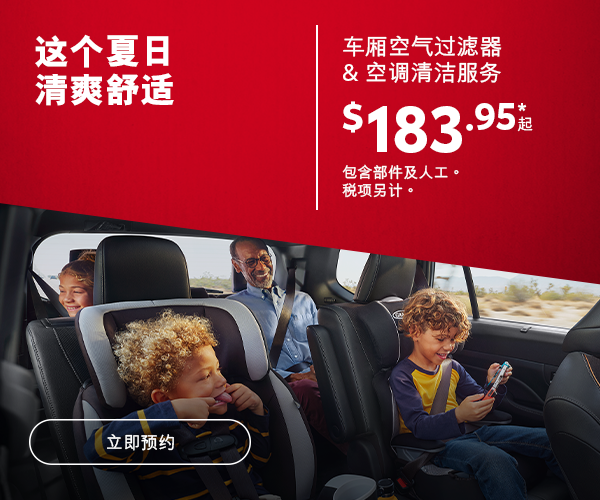 这个夏日
清爽舒适
车厢空气过滤器
& 空调清洁服务
$183.95*起
包含部件及人工。
税项另计。
立即预约